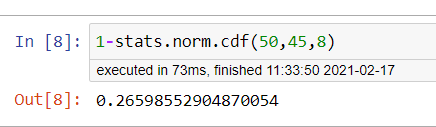 In [8]: 1-stats.norm.cdf(50,45,8)
executed in 73ms, finished 11:33:50 2021-02-17
Out[8]: 0.26598552904870054